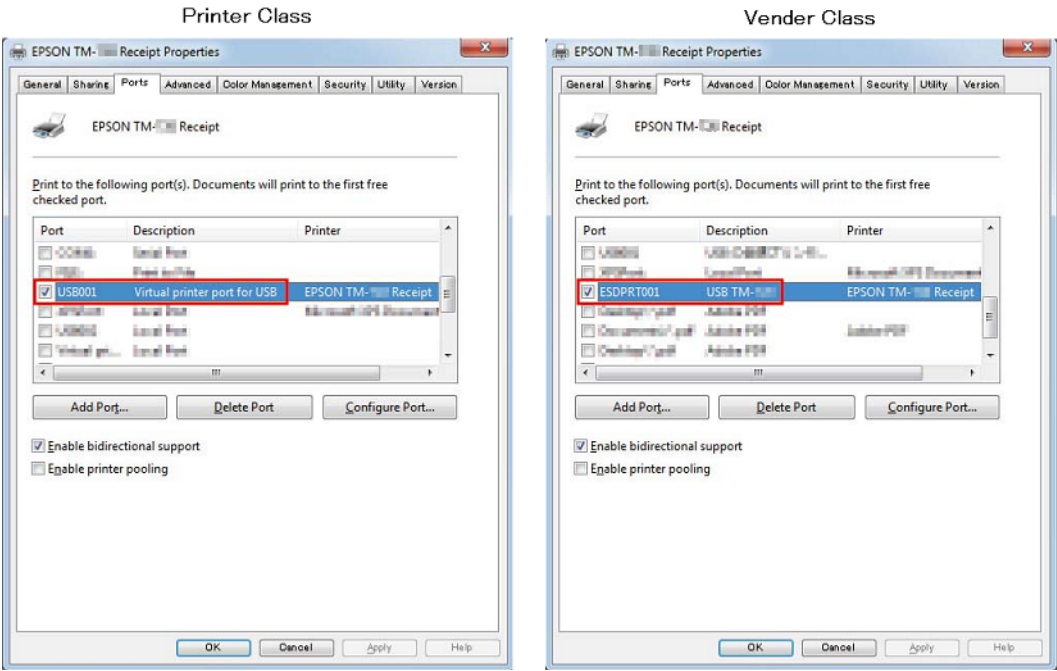 Printer Class
EPSON TM- Receipt Properties
General Sharing Ports Advanced Color Management Security Utility Version
EPSON TM- Receipt
Print to the following port(s). Documents will print to the first free
checked port.
Port Description Printer
USB001 Virtual printer port for USB EPSON TM- Receipt
Add Port... Delete Port Configure Port...
Enable bidirectional support
Enable printer pooling
OK Cancel Apply Help
Vender Class
EPSON TM- Receipt Properties
General Sharing Ports Advanced Color Management Security Utility Version
EPSON TM- Receipt
Print to the following port(s). Documents will print to the first free
checked port.
Port Description Printer
ESDPRT001 USB TM- EPSON TM- Receipt
Add Port... Delete Port Configure Port...
Enable bidirectional support
Enable printer pooling
OK Cancel Apply Help